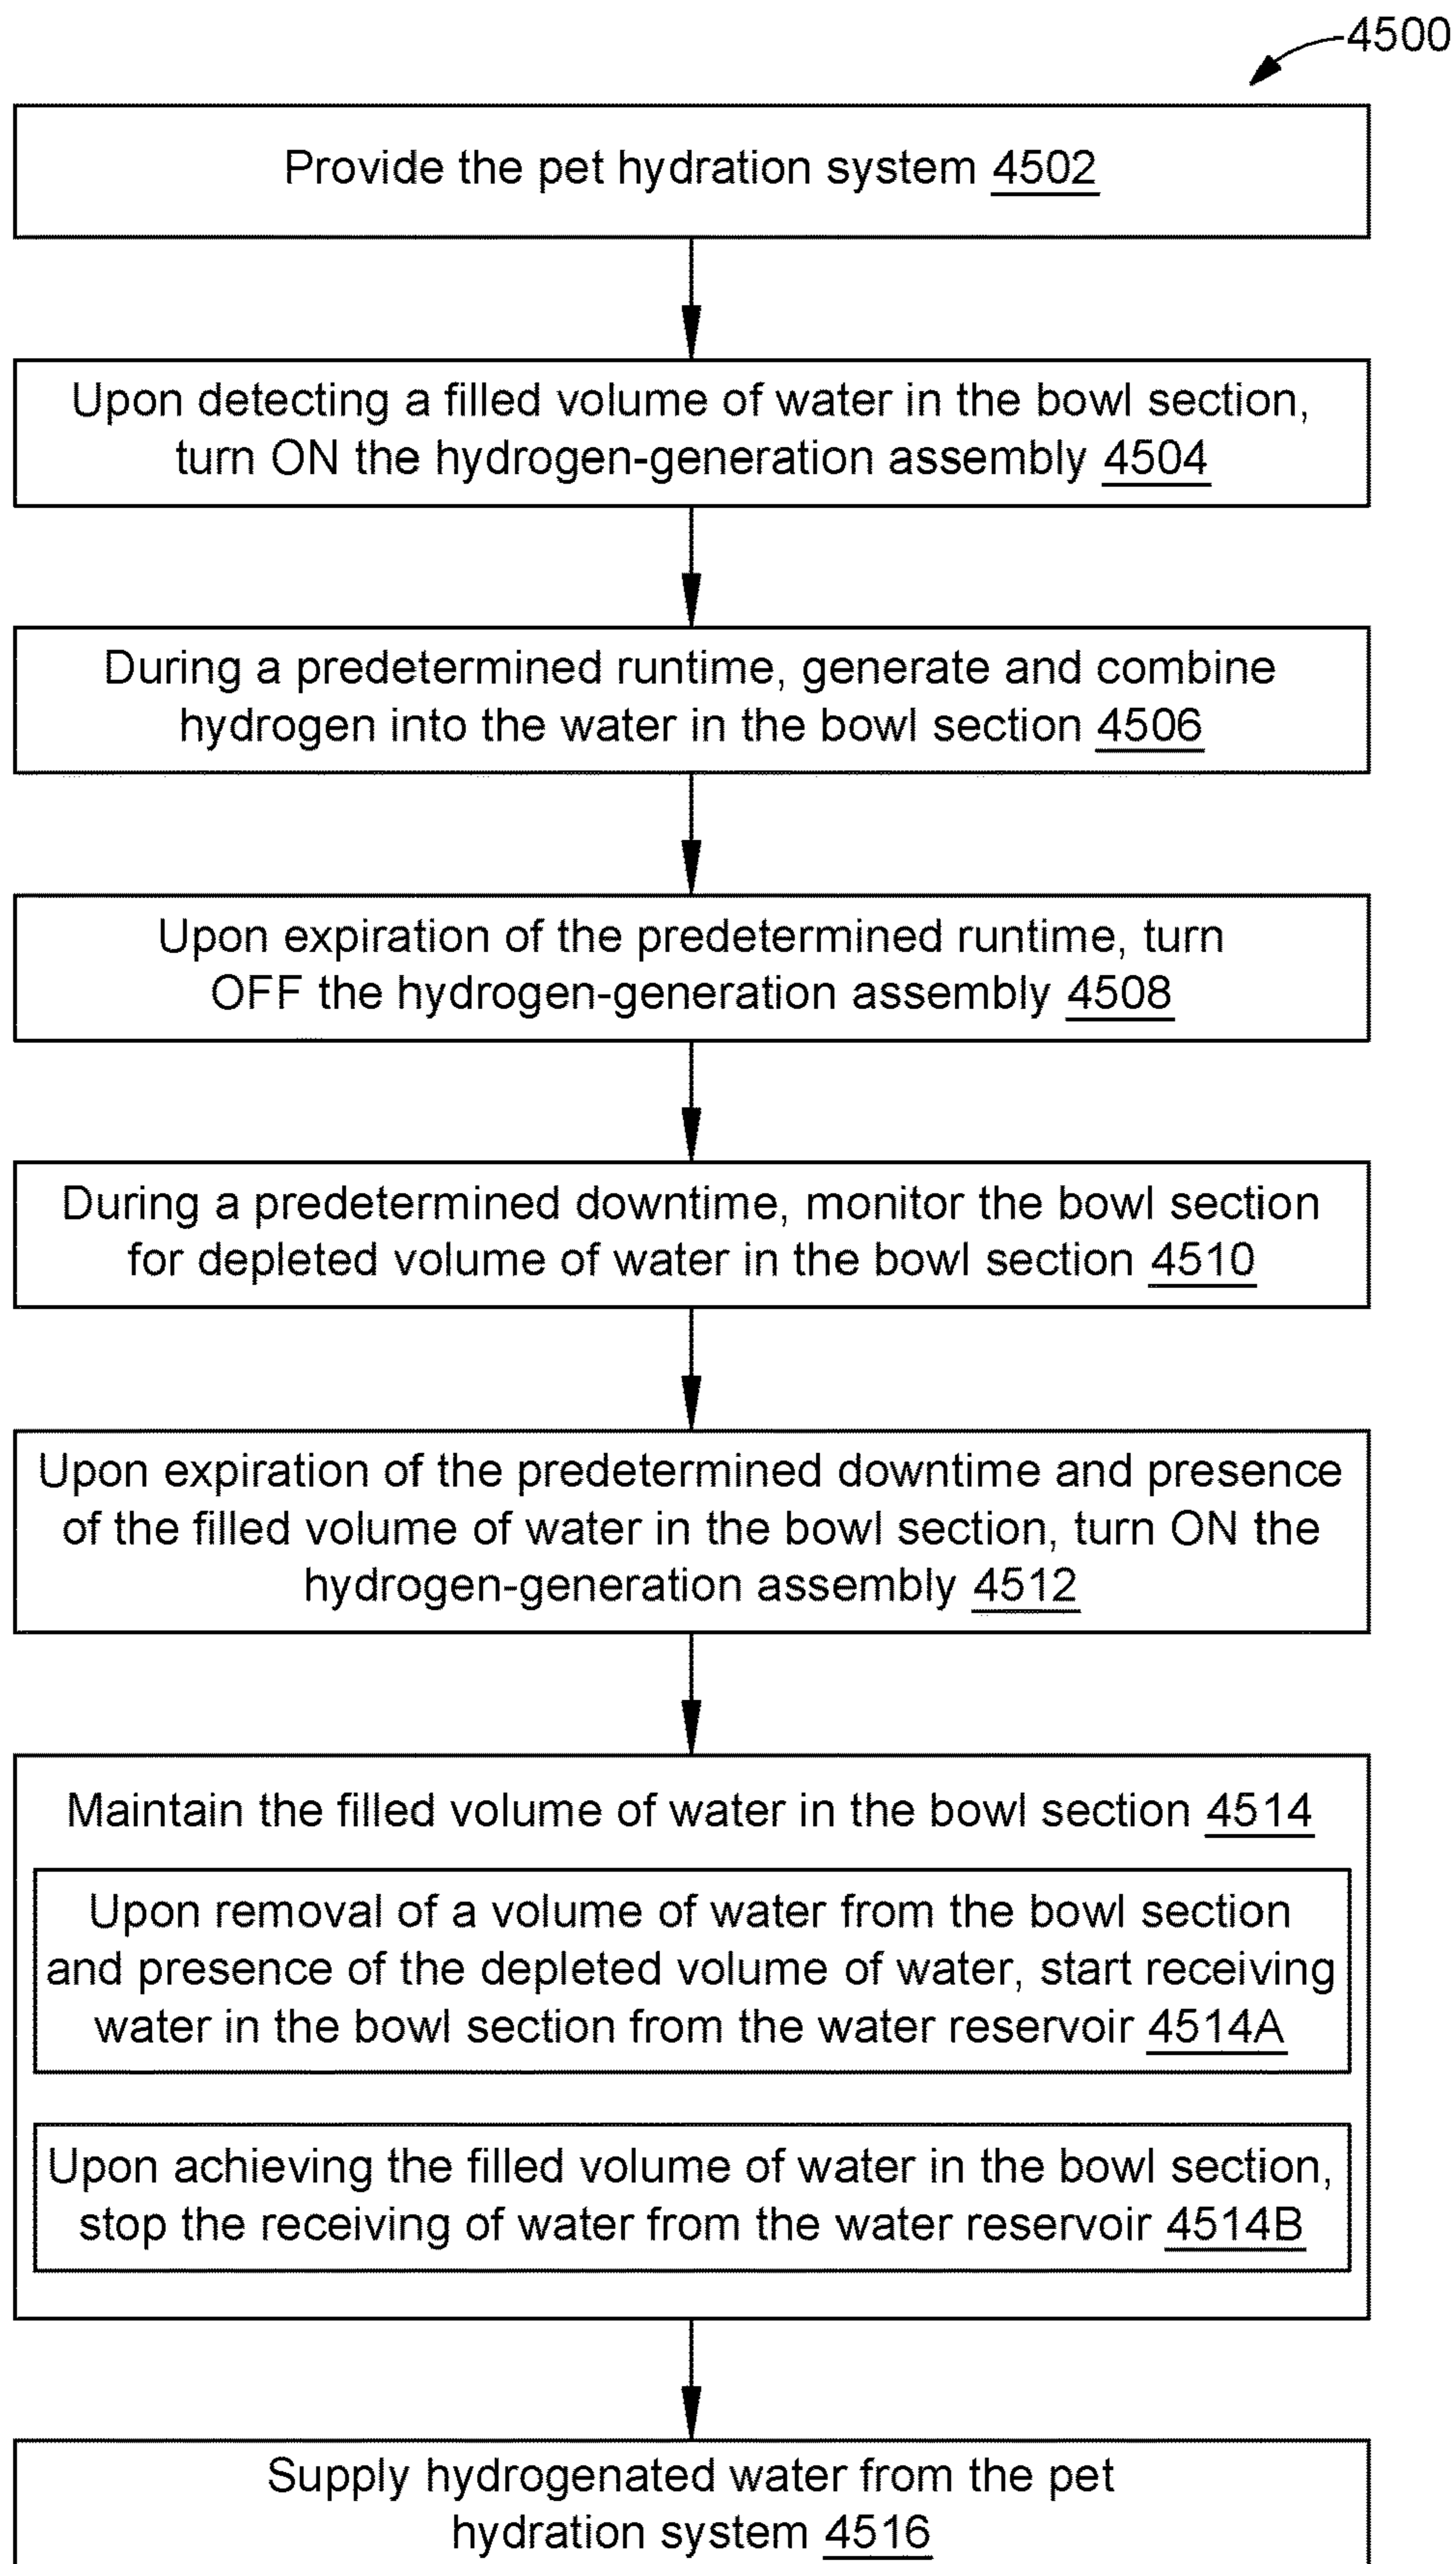 4500
Provide the pet hydration system 4502
Upon detecting a filled volume of water in the bowl section,
turn ON the hydrogen-generation assembly 4504
During a predetermined runtime, generate and combine
hydrogen into the water in the bowl section 4506
Upon expiration of the predetermined runtime, turn
OFF the hydrogen-generation assembly 4508
During a predetermined downtime, monitor the bowl section
for depleted volume of water in the bowl section 4510
Upon expiration of the predetermined downtime and presence
of the filled volume of water in the bowl section, turn ON the
hydrogen-generation assembly 4512
Maintain the filled volume of water in the bowl section 4514
Upon removal of a volume of water from the bowl section
and presence of the depleted volume of water, start receiving
water in the bowl section from the water reservoir 4514A
Upon achieving the filled volume of water in the bowl section,
stop the receiving of water from the water reservoir 4514B
Supply hydrogenated water from the pet
hydration system 4516